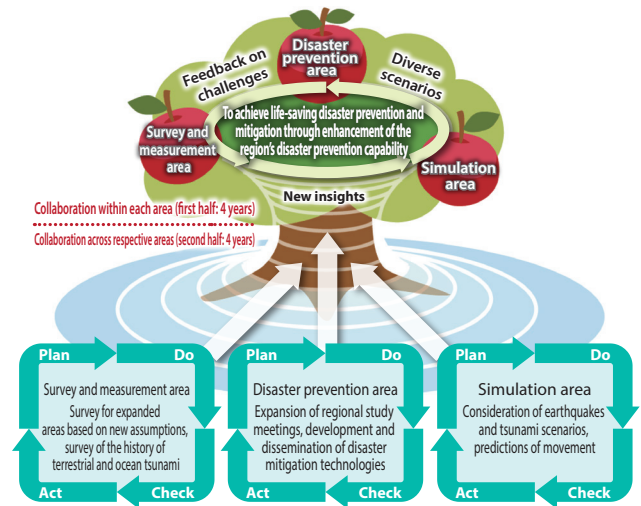 Disaster
prevention
area
Feedback on
challenges
Diverse
scenarios
To achieve life-saving disaster prevention and
mitigation through enhancement of the
region's disaster prevention capability
Survey and
measurement
area
Simulation
area
New insights
Collaboration within each area (first half: 4 years)
Collaboration across respective areas (second half: 4 years)
Plan Do
Survey and measurement area
Survey for expanded
areas based on new assumptions,
survey of the history of
terrestrial and ocean tsunami
Act Check
Plan Do
Disaster prevention area
Expansion of regional study
meetings, development and
dissemination of disaster
mitigation technologies
Act Check
Plan Do
Simulation area
Consideration of earthquakes
and tsunami scenarios,
predictions of movement
Act Check